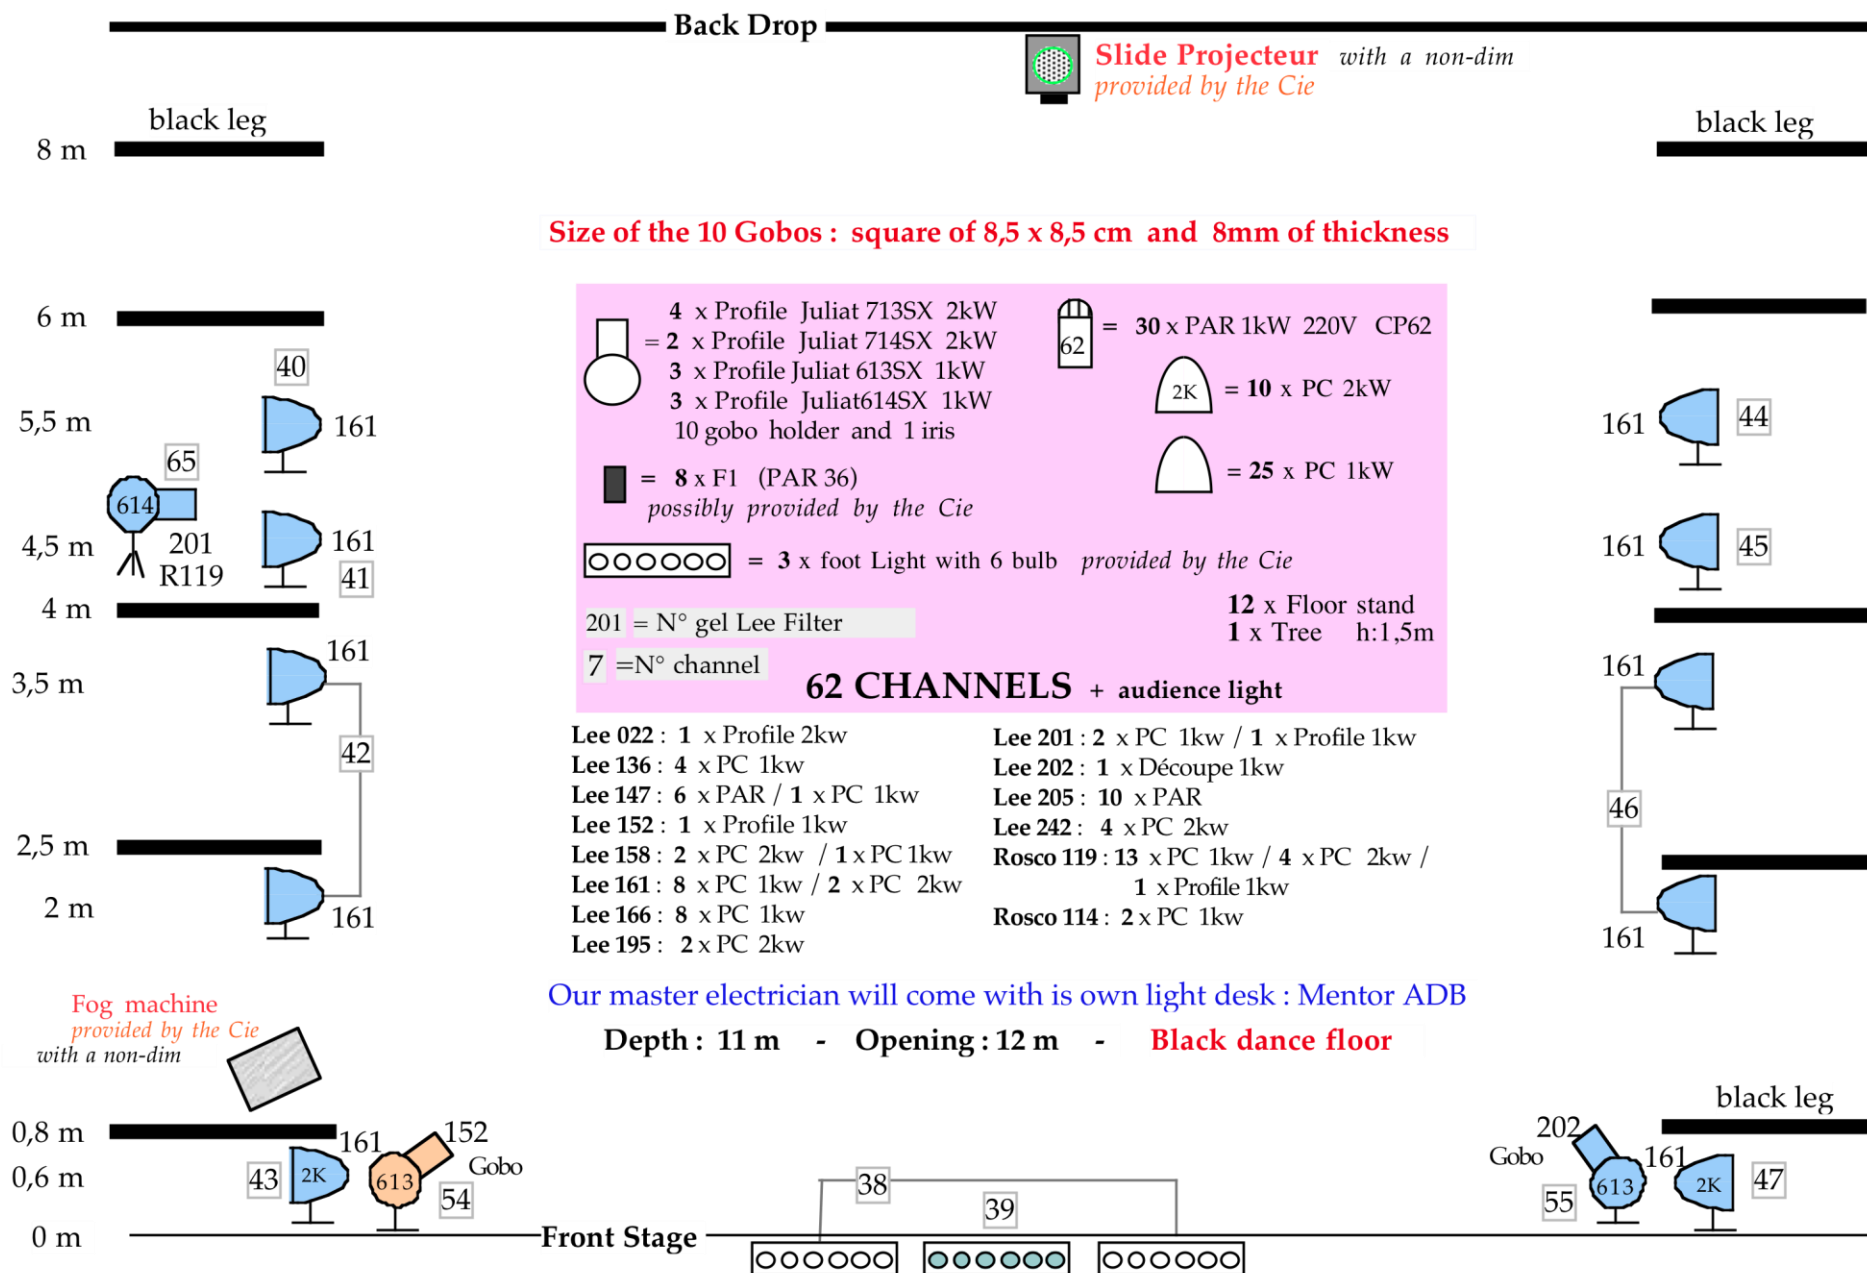 Back Drop
Slide Projecteur with a non-dim
provided by the Cie
black leg
black leg
8 m
Size of the 10 Gobos : square of 8,5 x 8,5 cm and 8mm of thickness
6 m
4 x Profile Juliat 713SX 2kW
= 2 x Profile Juliat 714SX 2kW
3 x Profile Juliat 613SX 1kW
3 x Profile Juliat614SX 1kW
10 gobo holder and 1 iris
62 = 30 x PAR 1kW 220V CP62
2K = 10 x PC 2kW
= 25 x PC 1kW
= 8 x F1 (PAR 36)
possibly provided by the Cie
= 3 x foot Light with 6 bulb provided by the Cie
201 = N° gel Lee Filter
7 =N° channel
12 x Floor stand
1 x Tree h:1,5m
62 CHANNELS + audience light
40
5,5 m
161
161
44
65
614
201
R119
4,5 m
161
41
161
45
4 m
161
3,5 m
161
42
46
2,5 m
2 m
161
161
Lee 022 : 1 x Profile 2kw
Lee 136 : 4 x PC 1kw
Lee 147 : 6 x PAR / 1 x PC 1kw
Lee 152 : 1 x Profile 1kw
Lee 158 : 2 x PC 2kw / 1 x PC 1kw
Lee 161 : 8 x PC 1kw / 2 x PC 2kw
Lee 166 : 8 x PC 1kw
Lee 195 : 2 x PC 2kw
Lee 201 : 2 x PC 1kw / 1 x Profile 1kw
Lee 202 : 1 x Découpe 1kw
Lee 205 : 10 x PAR
Lee 242 : 4 x PC 2kw
Rosco 119 : 13 x PC 1kw / 4 x PC 2kw /
1 x Profile 1kw
Rosco 114 : 2 x PC 1kw
Our master electrician will come with is own light desk : Mentor ADB
Depth : 11 m - Opening : 12 m - Black dance floor
Fog machine
provided by the Cie
with a non-dim
black leg
0,8 m
161
152
Gobo
0,6 m
43
2K
613
54
38
39
202
Gobo
161
55
613
2K
47
0 m
Front Stage